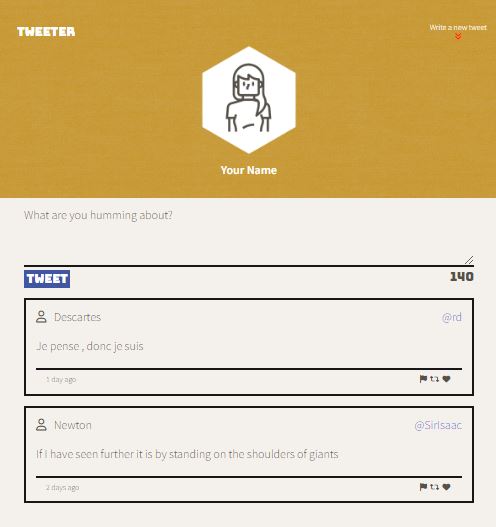 TWEETER
Write a new tweet
Your Name
What are you humming about?
TWEET
140
Descartes
@rd
Je pense , donc je suis
1 day ago
Newton
@SirIsaac
If I have seen further it is by standing on the shoulders of giants
2 days ago